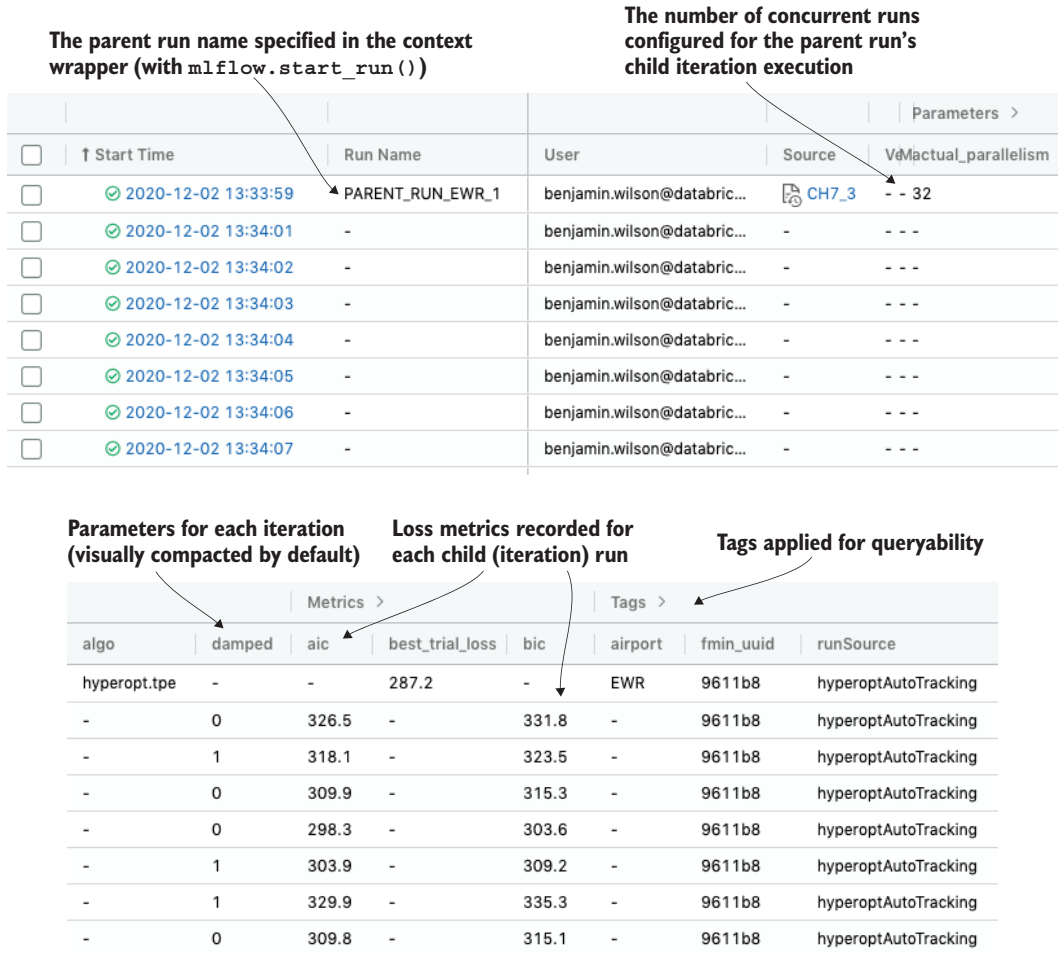 The parent run name specified in the context
wrapper (with mlflow.start_run())
The number of concurrent runs
configured for the parent run's
child iteration execution
Parameters >
↑ Start Time Run Name User Source Ve Mactual_parallelism
2020-12-02 13:33:59 PARENT_RUN_EWR_1 benjamin.wilson@databric... CH7_3 - - 32
2020-12-02 13:34:01 - benjamin.wilson@databric... - - - -
2020-12-02 13:34:02 - benjamin.wilson@databric... - - - -
2020-12-02 13:34:03 - benjamin.wilson@databric... - - - -
2020-12-02 13:34:04 - benjamin.wilson@databric... - - - -
2020-12-02 13:34:05 - benjamin.wilson@databric... - - - -
2020-12-02 13:34:06 - benjamin.wilson@databric... - - - -
2020-12-02 13:34:07 - benjamin.wilson@databric... - - - -
Parameters for each iteration
(visually compacted by default)
Loss metrics recorded for
each child (iteration) run
Tags applied for queryability
Metrics > Tags >
algo damped aic best_trial_loss bic airport fmin_uuid runSource
hyperopt.tpe - - 287.2 - EWR 9611b8 hyperoptAutoTracking
- 0 326.5 - 331.8 - 9611b8 hyperoptAutoTracking
- 1 318.1 - 323.5 - 9611b8 hyperoptAutoTracking
- 0 309.9 - 315.3 - 9611b8 hyperoptAutoTracking
- 0 298.3 - 303.6 - 9611b8 hyperoptAutoTracking
- 1 303.9 - 309.2 - 9611b8 hyperoptAutoTracking
- 1 329.9 - 335.3 - 9611b8 hyperoptAutoTracking
- 0 309.8 - 315.1 - 9611b8 hyperoptAutoTracking